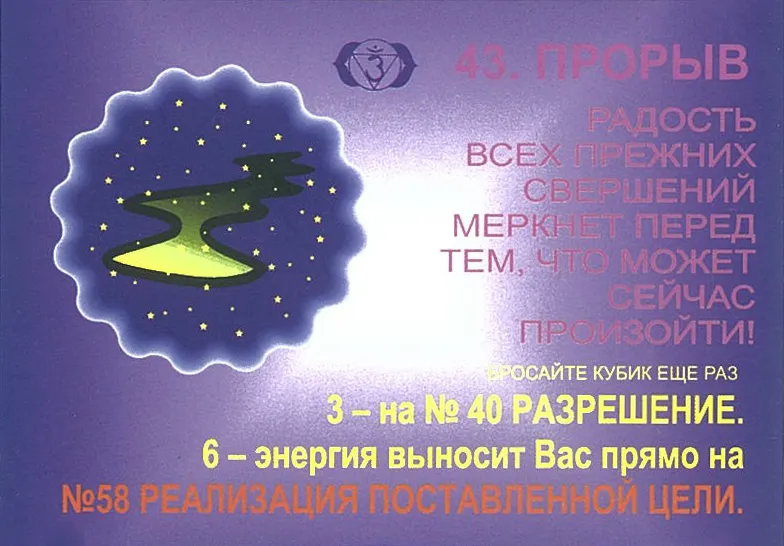 43. ПРОРЫВ
РАДОСТЬ
ВСЕХ ПРЕЖНИХ
СВЕРШЕНИЙ
МЕРКНЕТ ПЕРЕД
ТЕМ, ЧТО МОЖЕТ
СЕЙЧАС
ПРОИЗОЙТИ!
БРОСАЙТЕ КУБИК ЕЩЕ РАЗ
3 – на № 40 РАЗРЕШЕНИЕ.
6 – энергия выносит Вас прямо на
№58 РЕАЛИЗАЦИЯ ПОСТАВЛЕННОЙ ЦЕЛИ.